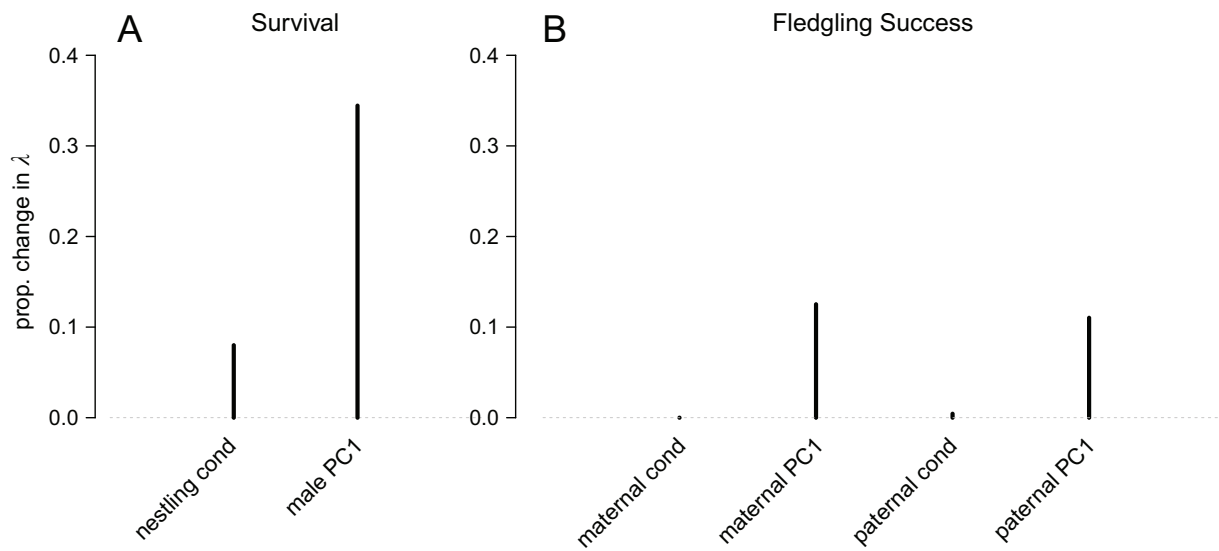 A
Survival
B
Fledgling Success
prop. change in λ
0.4
0.3
0.2
0.1
0.0
nestling cond
male PC1
0.4
0.3
0.2
0.1
0.0
maternal cond
maternal PC1
paternal cond
paternal PC1